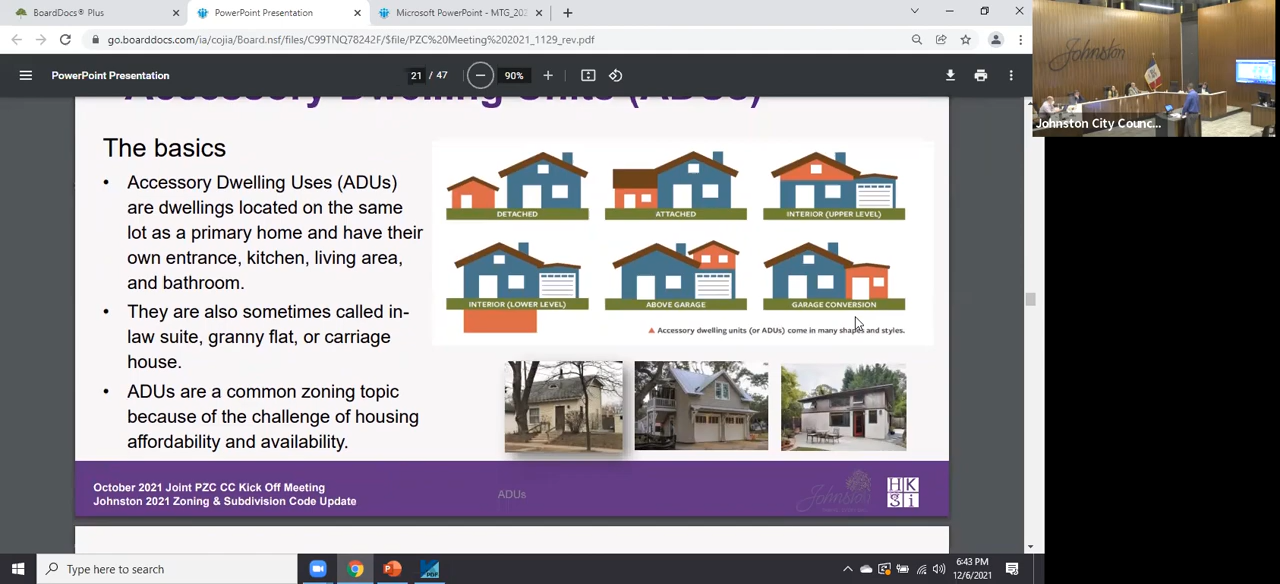 BoardDocs® Plus
PowerPoint Presentation
Microsoft PowerPoint - MTG_202
go.boarddocs.com/ia/cojia/Board.nsf/files/C99TNQ78242F/$file/PZC%20Meeting%202021_1129_rev.pdf
PowerPoint Presentation
21 / 47
90%
Johnston
Johnston City Counc...
Accessory Dwelling Units (ADUs)
The basics
• Accessory Dwelling Uses (ADUs)
are dwellings located on the same
lot as a primary home and have their
own entrance, kitchen, living area,
and bathroom.
• They are also sometimes called in-
law suite, granny flat, or carriage
house.
• ADUs are a common zoning topic
because of the challenge of housing
affordability and availability.
DETACHED
ATTACHED
INTERIOR (UPPER LEVEL)
INTERIOR (LOWER LEVEL)
ABOVE GARAGE
GARAGE CONVERSION
Accessory dwelling units (or ADUs) come in many shapes and styles.
October 2021 Joint PZC CC Kick Off Meeting
Johnston 2021 Zoning & Subdivision Code Update
ADUs
Johnston
HK
Si
Type here to search
6:43 PM
12/6/2021